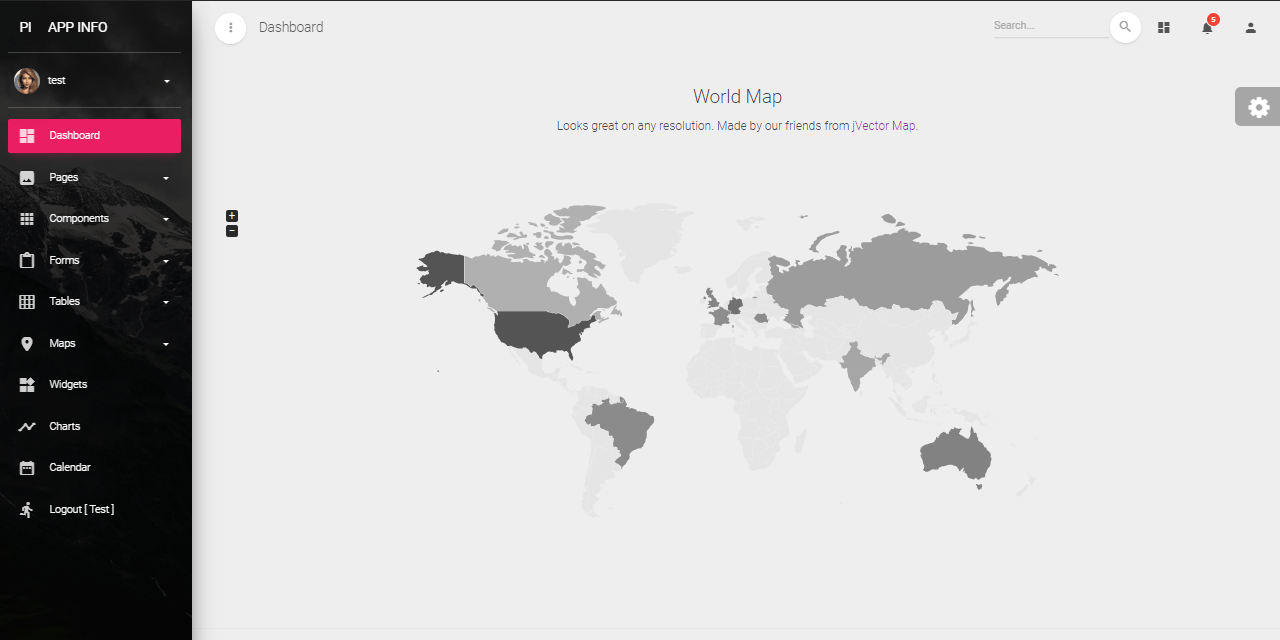 PI APP INFO
test
Dashboard
Pages
Components
Forms
Tables
Maps
Widgets
Charts
Calendar
Logout [ Test ]
Dashboard
Search...
5
World Map
Looks great on any resolution. Made by our friends from jVector Map.
+
−